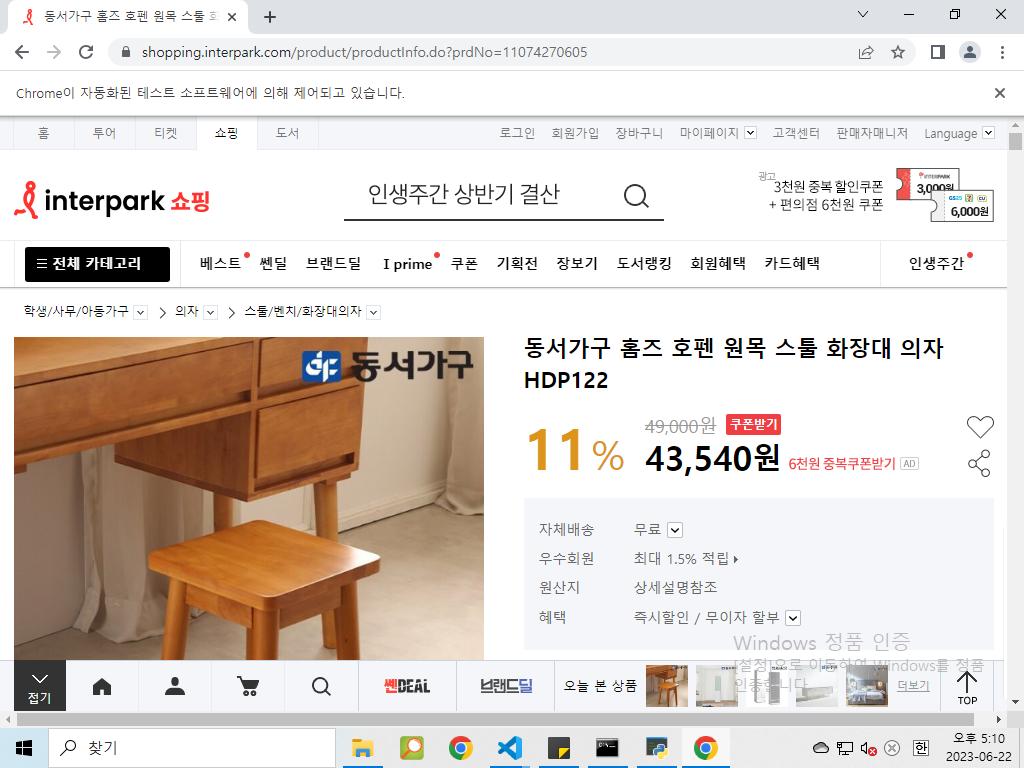 동서가구 홈즈 호펜 원목 스툴 화
shopping.interpark.com/product/productInfo.do?prdNo=11074270605
Chrome이 자동화된 테스트 소프트웨어에 의해 제어되고 있습니다.
홈 투어 티켓 쇼핑 도서 로그인 회원가입 장바구니 마이페이지 고객센터 판매자매니저 Language
interpark 쇼핑
인생주간 상반기 결산
광고
3천원 중복 할인쿠폰
+ 편의점 6천원 쿠폰
INTERPARK
3,000원
GS25 CU
6,000원
전체 카테고리 베스트 쎈딜 브랜드딜 I prime 쿠폰 기획전 장보기 도서랭킹 회원혜택 카드혜택 인생주간
학생/사무/아동가구 의자 스툴/벤치/화장대의자
동서가구
동서가구 홈즈 호펜 원목 스툴 화장대 의자
HDP122
11%
49,000원 쿠폰받기
43,540원 6천원 중복쿠폰받기 AD
자체배송 무료
우수회원 최대 1.5% 적립
원산지 상세설명참조
혜택 즉시할인 / 무이자 할부
Windows 정품 인증
[설정]으로 이동하여 Windows를 정품
인증합니다.
접기
쎈DEAL
브랜드딜
오늘 본 상품
더보기
TOP
찾기
한
오후 5:10
2023-06-22